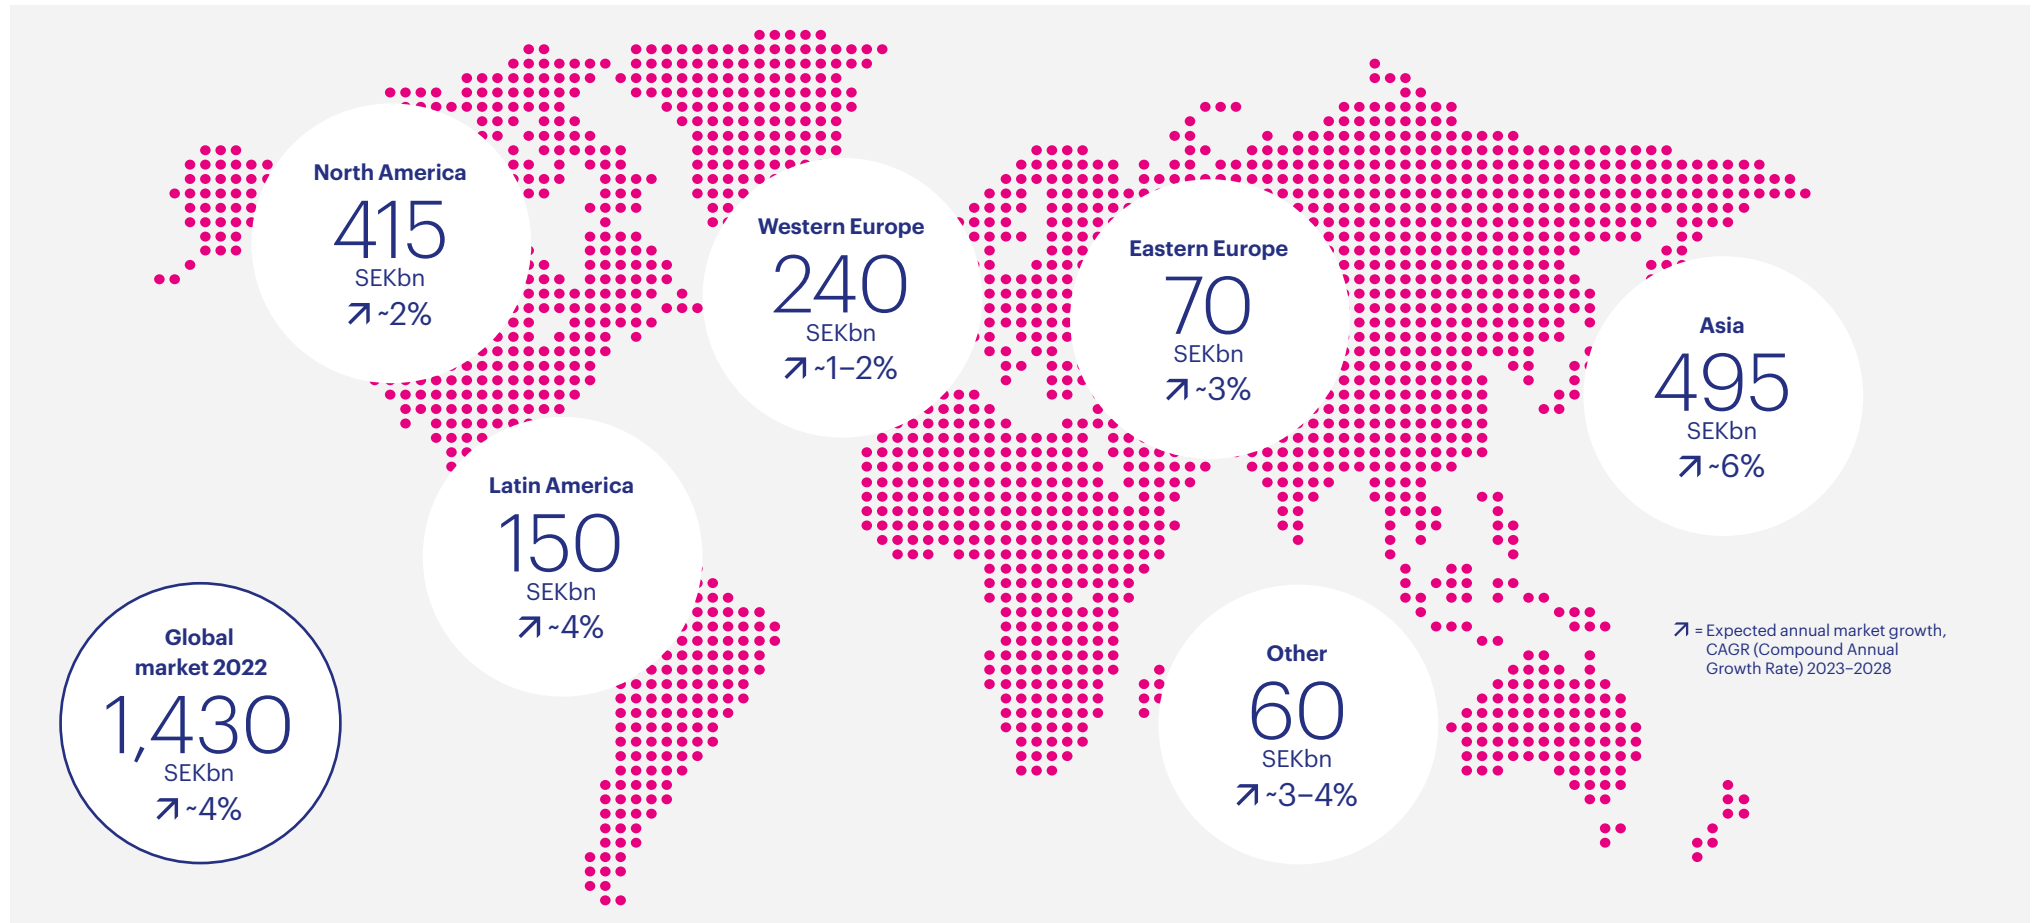 North America
415
SEKbn
↗ ~2%
Western Europe
240
SEKbn
↗ ~1–2%
Eastern Europe
70
SEKbn
↗ ~3%
Asia
495
SEKbn
↗ ~6%
Latin America
150
SEKbn
↗ ~4%
Global
market 2022
1,430
SEKbn
↗ ~4%
Other
60
SEKbn
↗ ~3–4%
↗ = Expected annual market growth,
CAGR (Compound Annual
Growth Rate) 2023–2028